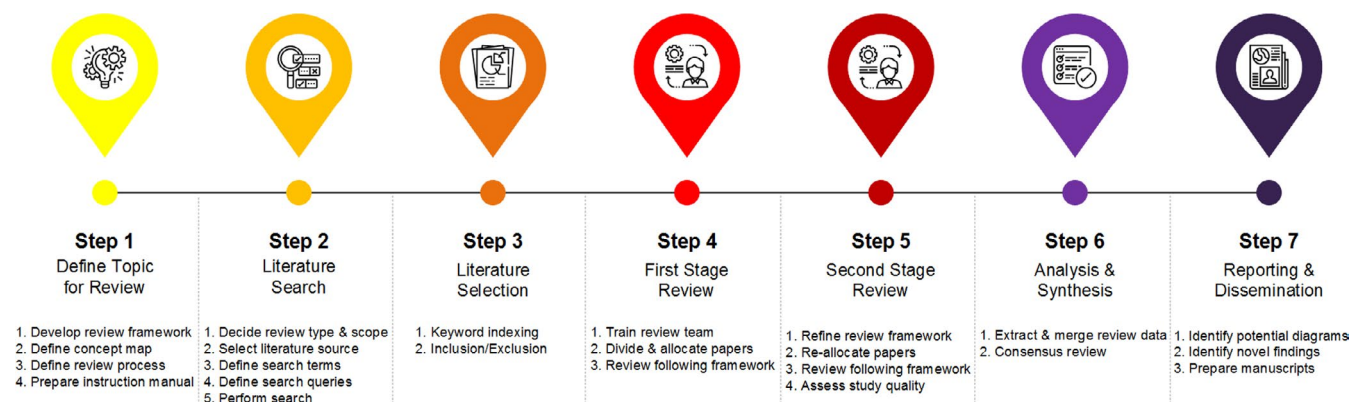 Step 1
Define Topic
for Review
1. Develop review framework
2. Define concept map
3. Define review process
4. Prepare instruction manual
Step 2
Literature
Search
1. Decide review type & scope
2. Select literature source
3. Define search terms
4. Define search queries
5. Perform search
Step 3
Literature
Selection
1. Keyword indexing
2. Inclusion/Exclusion
Step 4
First Stage
Review
1. Train review team
2. Divide & allocate papers
3. Review following framework
Step 5
Second Stage
Review
1. Refine review framework
2. Re-allocate papers
3. Review following framework
4. Assess study quality
Step 6
Analysis &
Synthesis
1. Extract & merge review data
2. Consensus review
Step 7
Reporting &
Dissemination
1. Identify potential diagrams
2. Identify novel findings
3. Prepare manuscripts